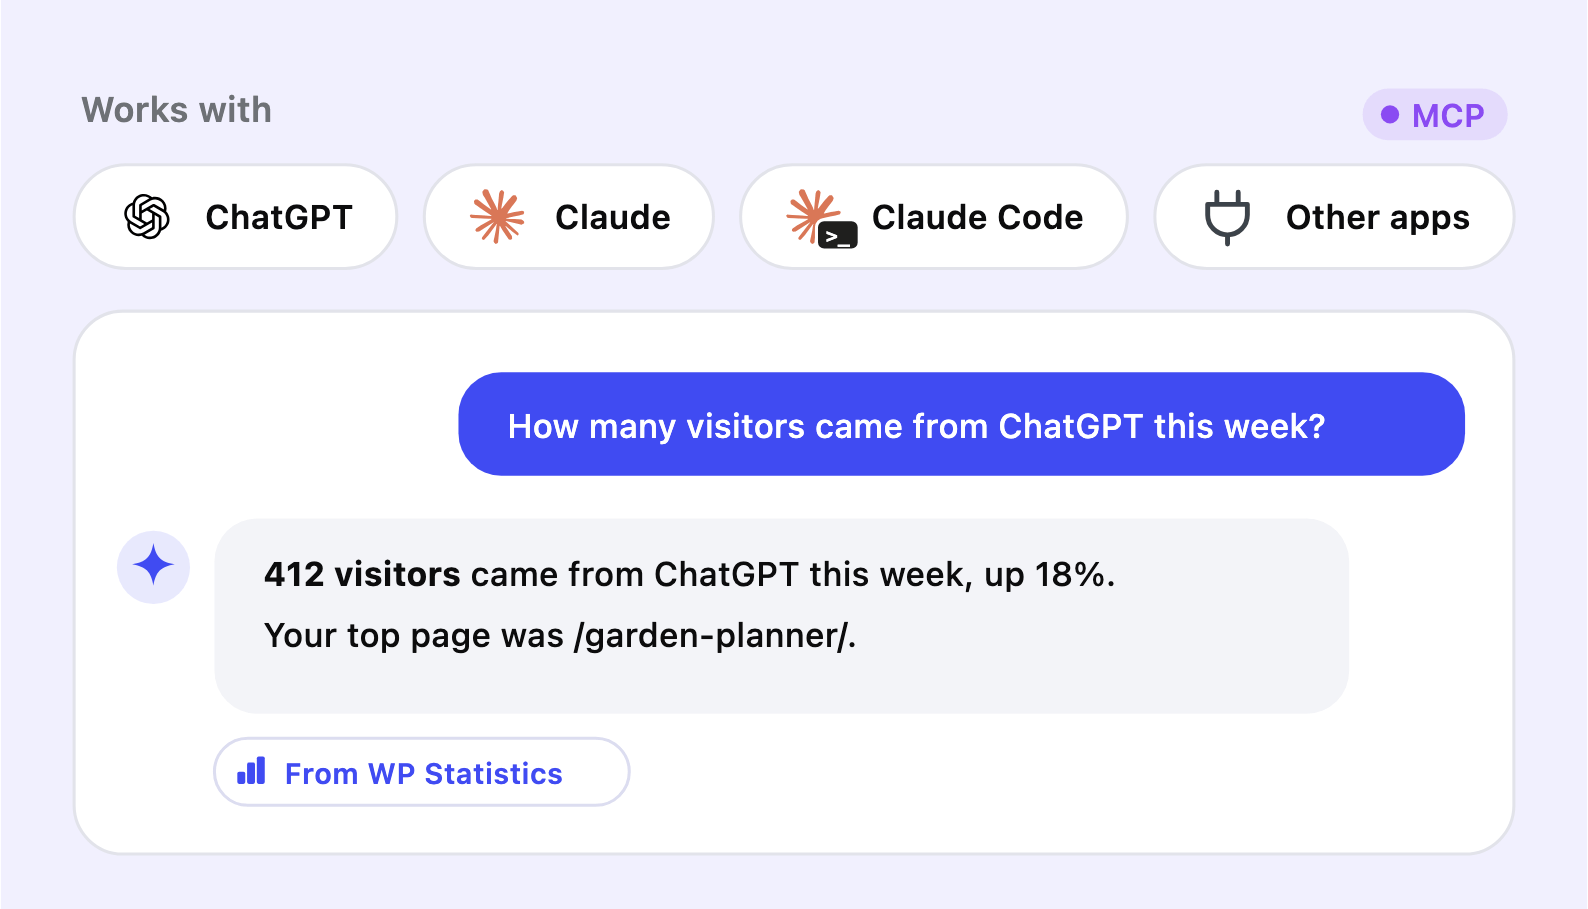 Works with
MCP
ChatGPT
Claude
>_
Claude Code
Other apps
How many visitors came from ChatGPT this week?
412 visitors came from ChatGPT this week, up 18%.
Your top page was /garden-planner/.
From WP Statistics